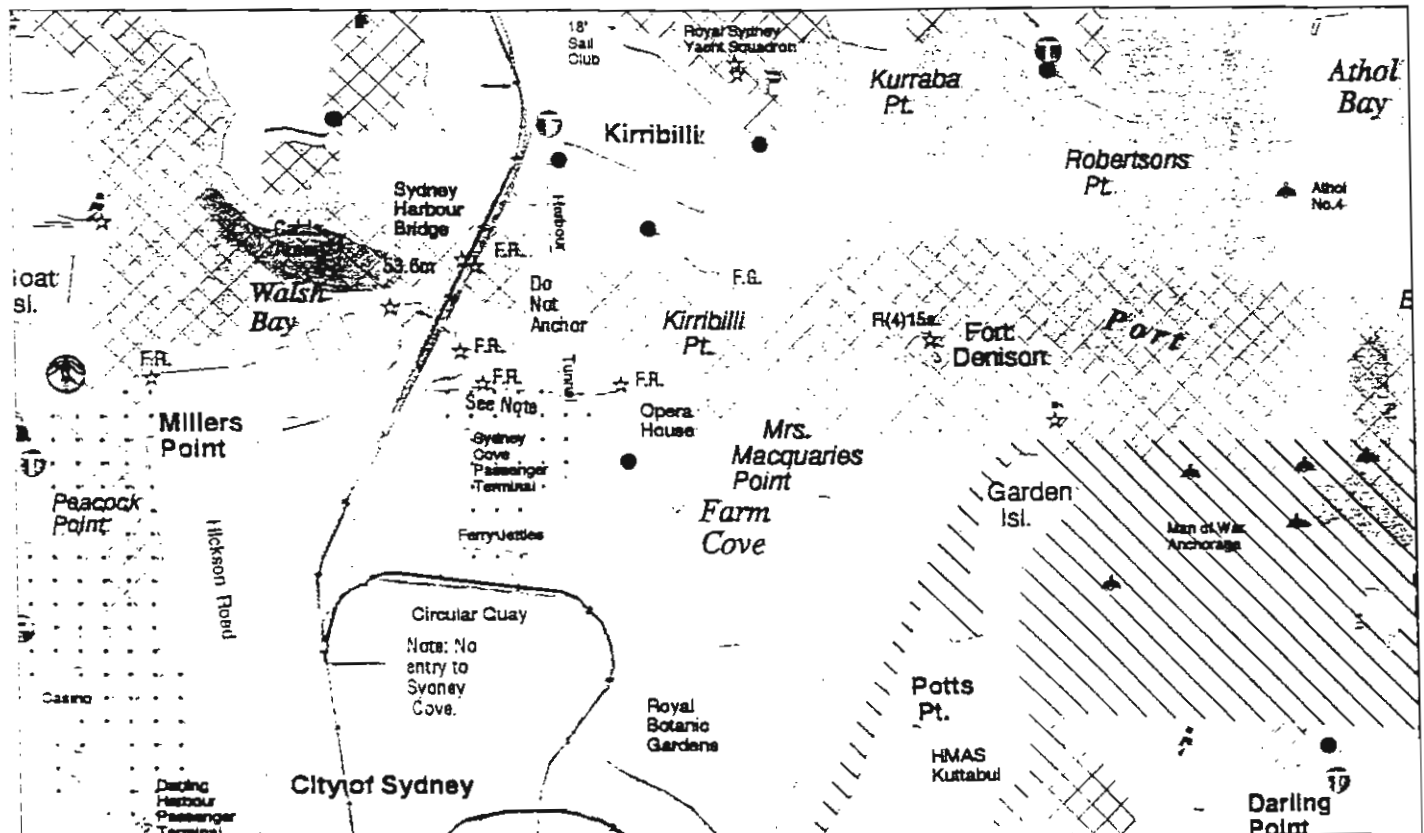 18'
Sail
Club
Royal Sydney
Yacht Squadron
Kurraba
Pt.
Athol
Bay
Kirribilli
Robertsons
Pt.
Athol
No.4
Sydney
Harbour
Bridge
Harbour
F.R.
53.6m
Walsh
Bay
Do
Not
Anchor
F.G.
Kirribilli
Pt.
Fl(4)15s.
Fort
Denison
Port
F.R.
F.R.
F.R.
F.R.
Tunnel
See Note
Millers
Point
Opera
House
Sydney
Cove
Passenger
Terminal
Mrs.
Macquaries
Point
Peacock
Point
Farm
Cove
Garden
Isl.
Man of War
Anchorage
Ferry Jetties
Hickson Road
Circular Quay
Note: No
entry to
Sydney
Cove.
Casino
Royal
Botanic
Gardens
Potts
Pt.
HMAS
Kuttabul
City of Sydney
Darling
Harbour
Passenger
Terminal
19
Darling
Point